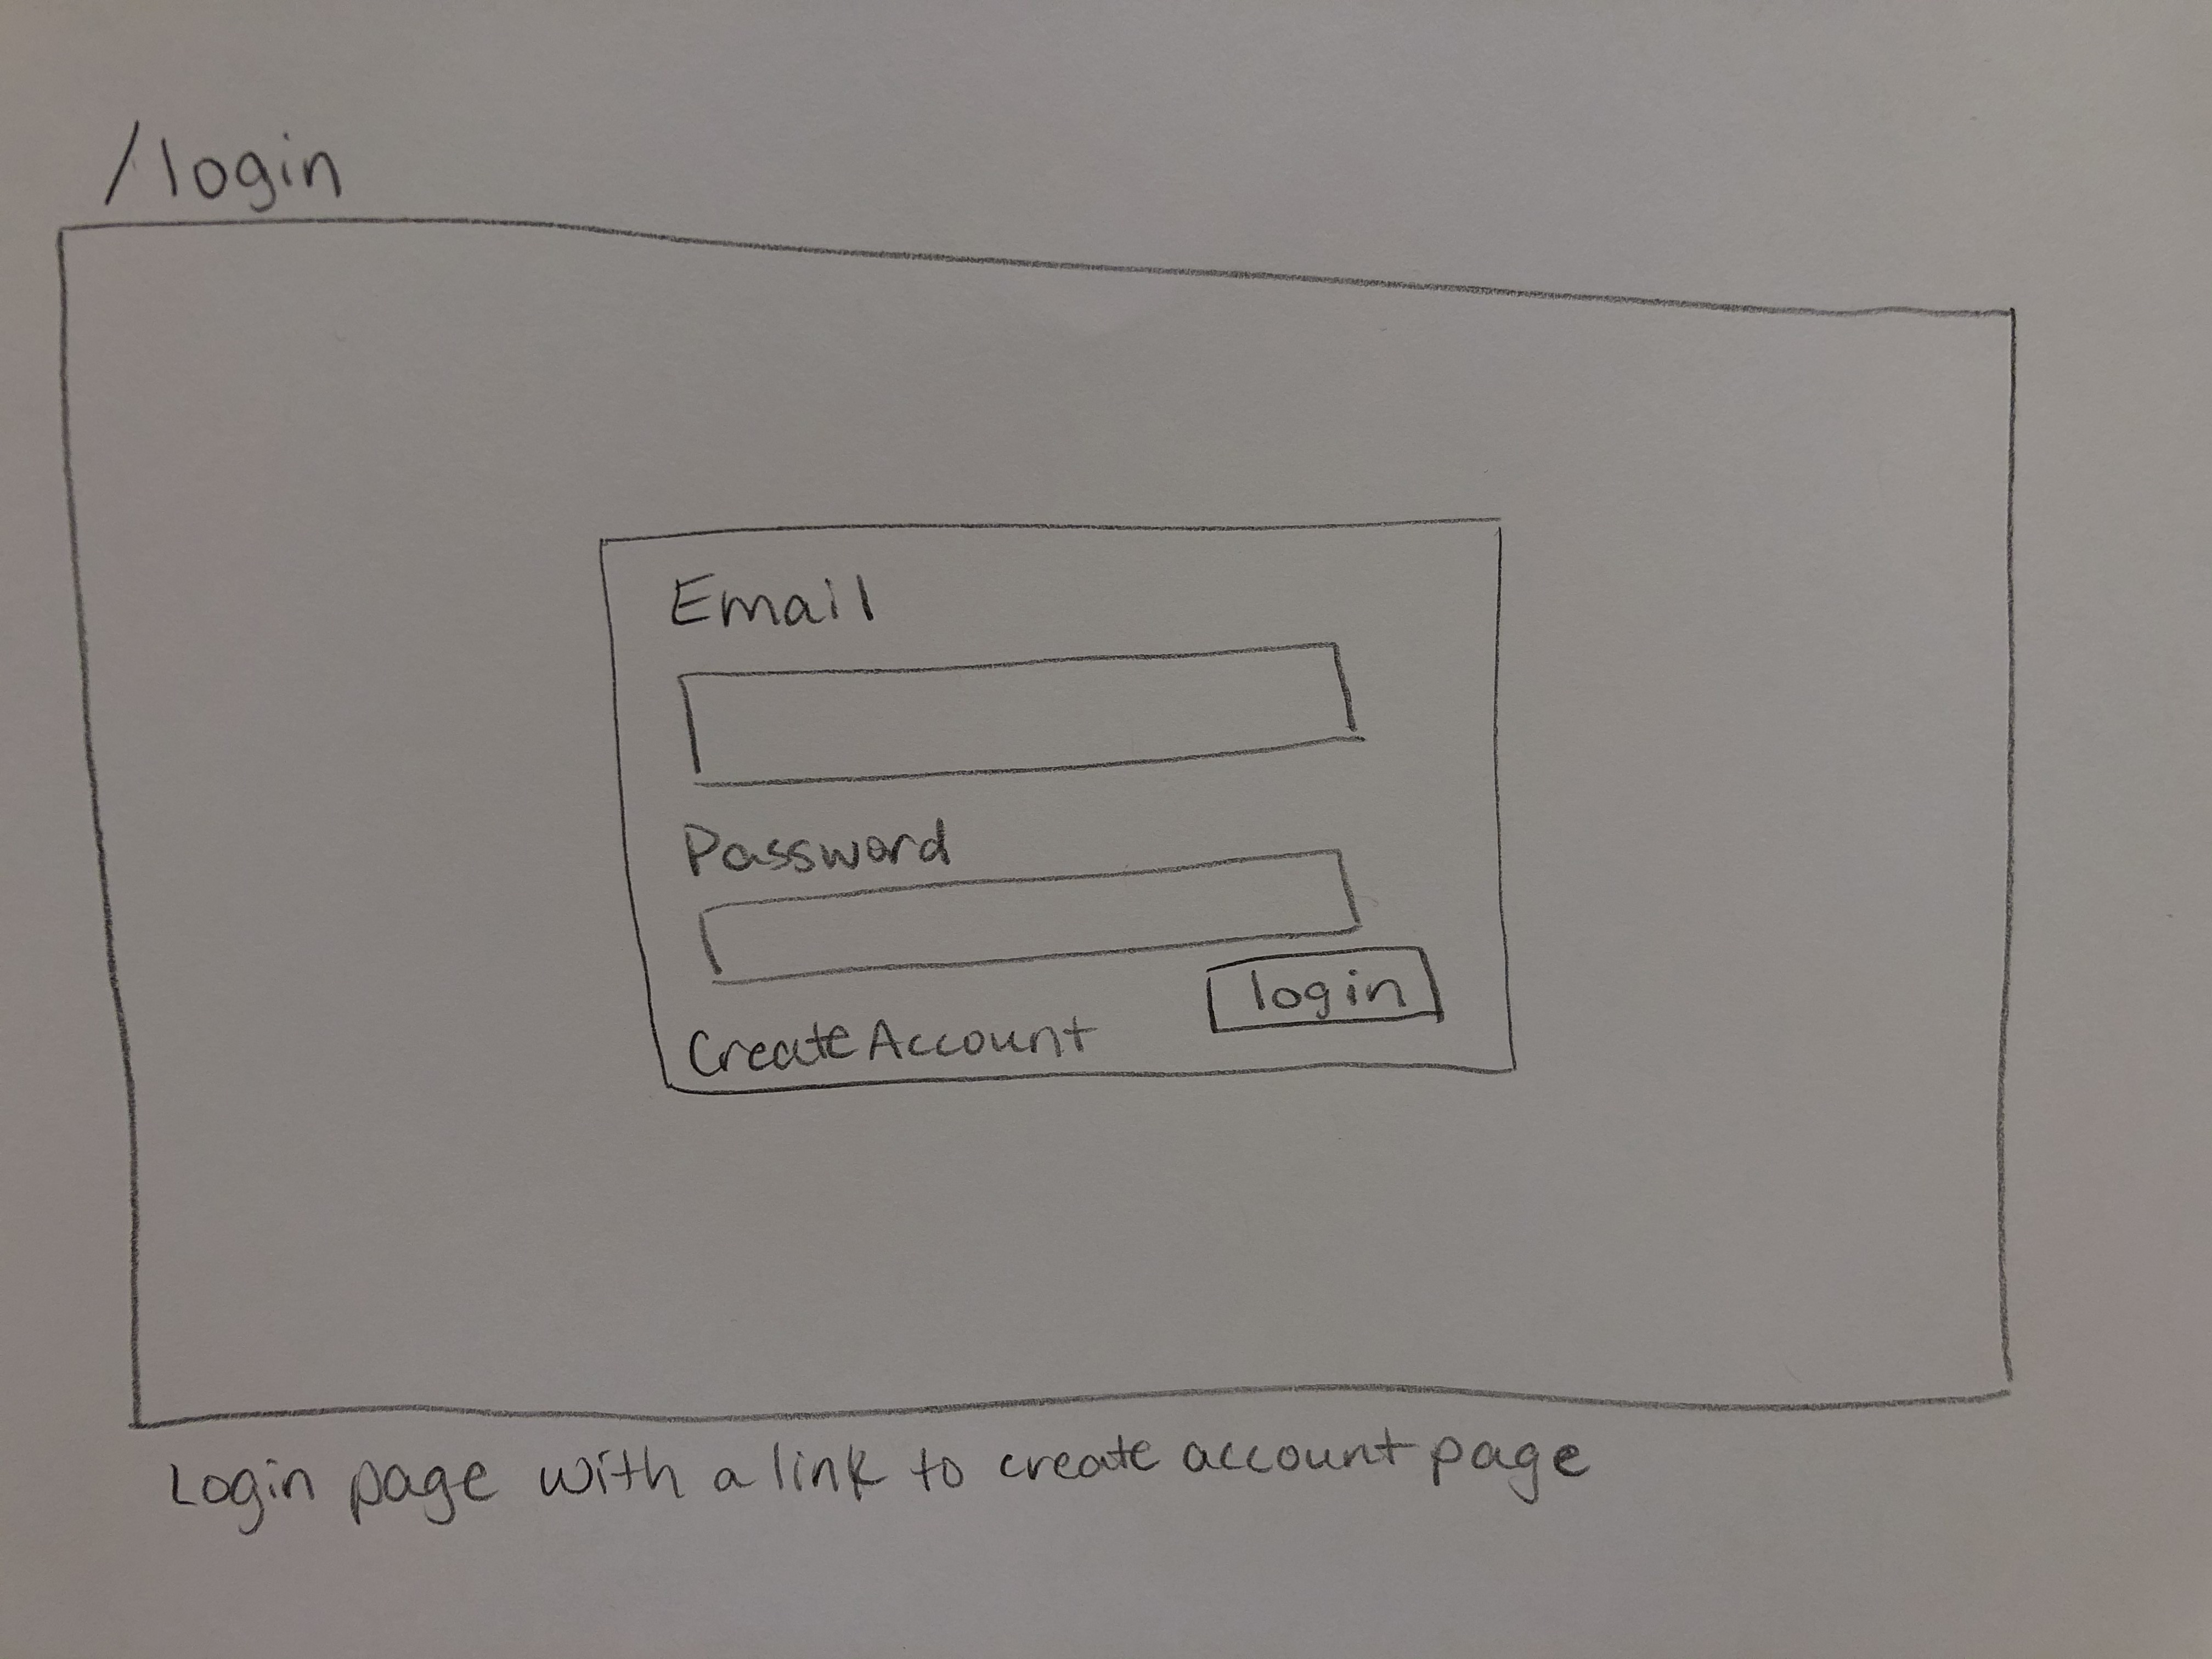 /login
Email
Password
login
Create Account
Login page with a link to create account page